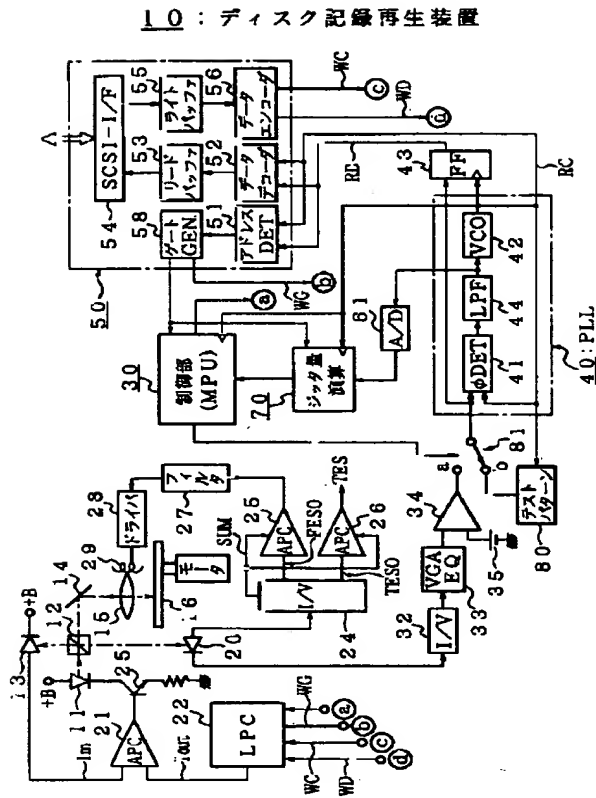 10：ディスク記録再生装置
50
A
SCSI-I/F
54
ゲート
GEN.
58
リード
バッファ
53
ライト
バッファ
55
アドレス
DET
51
データ
デコーダ
52
データ
エンコーダ
56
WG
b
WC
c
WD
d
a
30
制御部
(MPU)
70
ジッタ量
演算
A/D
81
RD
43
FF
RC
φDET
41
LPF
44
VCO
42
40：PLL
81
a
b
テスト
パターン
80
34
35
VGA
EQ
33
I/V
32
28
ドライバ
フィルタ
27
29
モータ
14
15
16
SUM
APC
25
FESO
TES
APC
26
TESO
I/V
24
+B
13
12
+B
11
20
25
APC
21
Im
Iout
LPC
22
WG
WC
WD
a
b
c
d